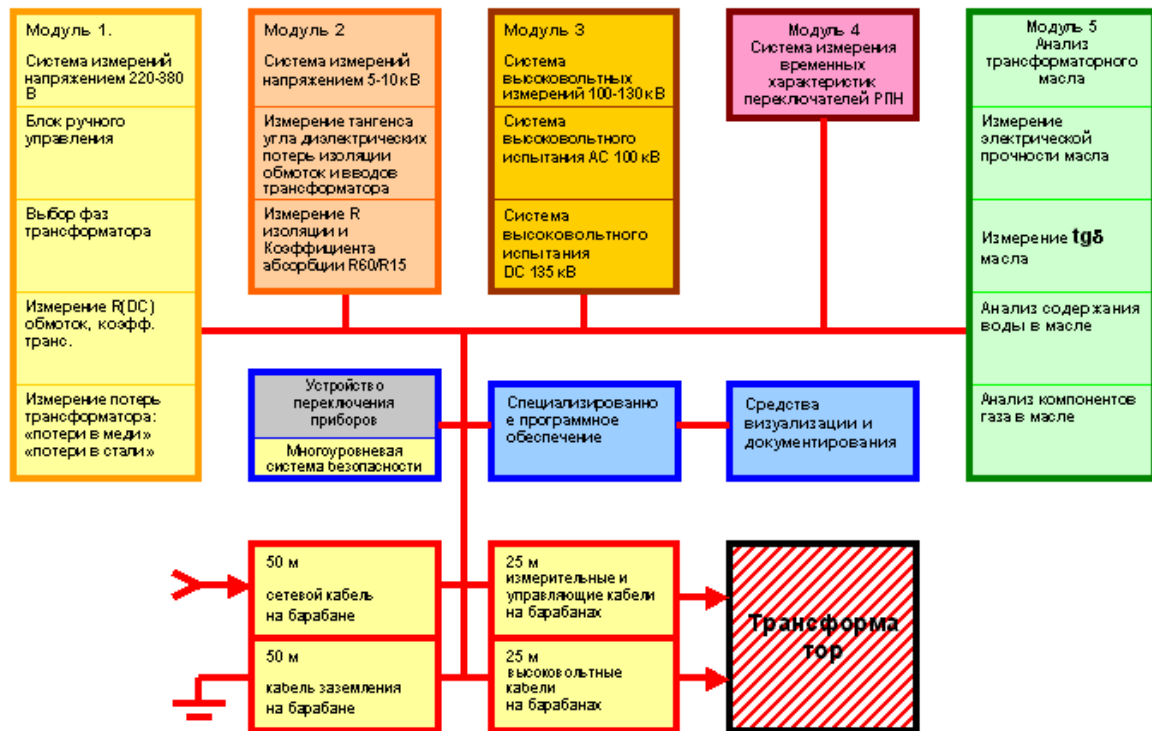 Модуль 1.
Система измерений
напряжением 220-380
В
Блок ручного
управления
Выбор фаз
трансформатора
Измерение R(DC)
обмоток, коэфф.
транс.
Измерение потерь
трансформатора:
«потери в меди»
«потери в стали»
Модуль 2
Система измерений
напряжением 5-10 кВ
Измерение тангенса
угла диэлектрических
потерь изоляции
обмоток и вводов
трансформатора
Измерение R
изоляции и
Коэффициента
абсорбции R60/R15
Модуль 3
Система
высоковольтных
измерений 100-130 кВ
Система
высоковольтного
испытания AC 100 кВ
Система
высоковольтного
испытания
DC 135 кВ
Модуль 4
Система измерения
временных
характеристик
переключателей РПН
Модуль 5
Анализ
трансформаторного
масла
Измерение
электрической
прочности масла
Измерение tgδ
масла
Анализ содержания
воды в масле
Анализ компонентов
газа в масле
Устройство
переключения
приборов
Многоуровневая
система безопасности
Специализированно
е программное
обеспечение
Средства
визуализации и
документирования
50 м
сетевой кабель
на барабане
25 м
измерительные и
управляющие кабели
на барабанах
50 м
кабель заземления
на барабане
25 м
высоковольтные
кабели
на барабанах
Трансформа
тор